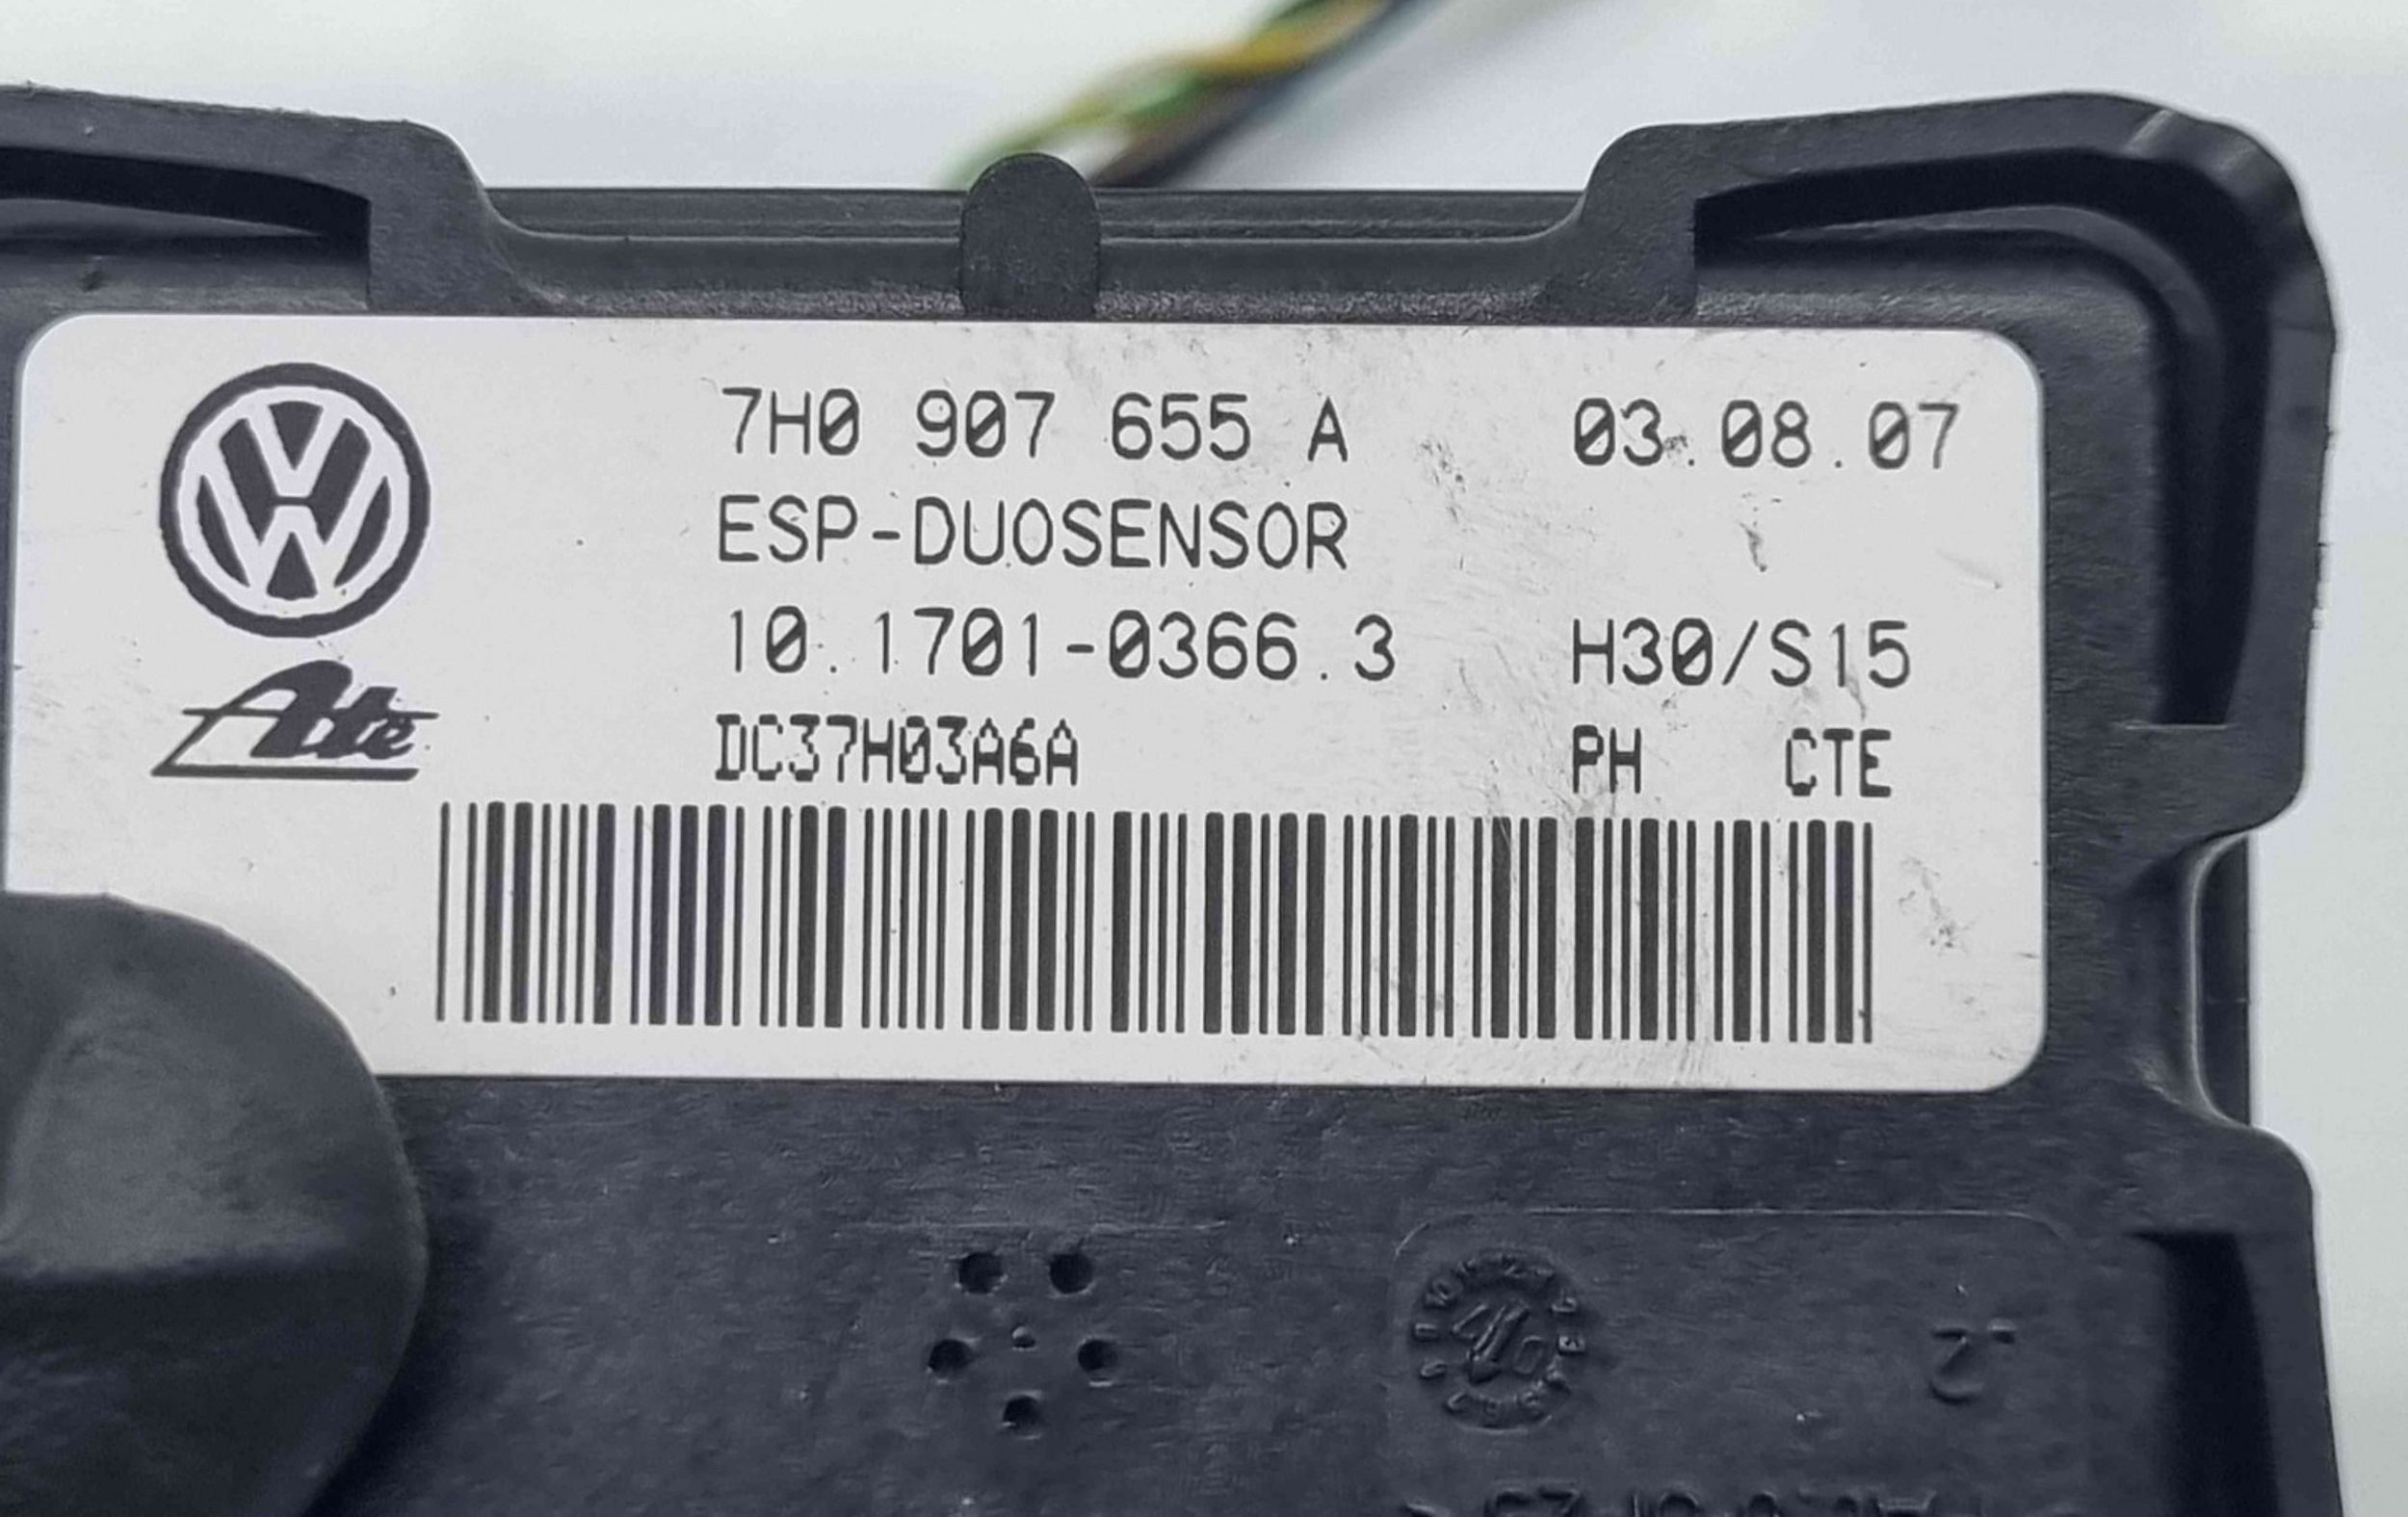 7H0 907 655 A 03.08.07
ESP-DUOSENSOR
10.1701-0366.3 H30/S15
Ate DC37H03A6A PH CTE